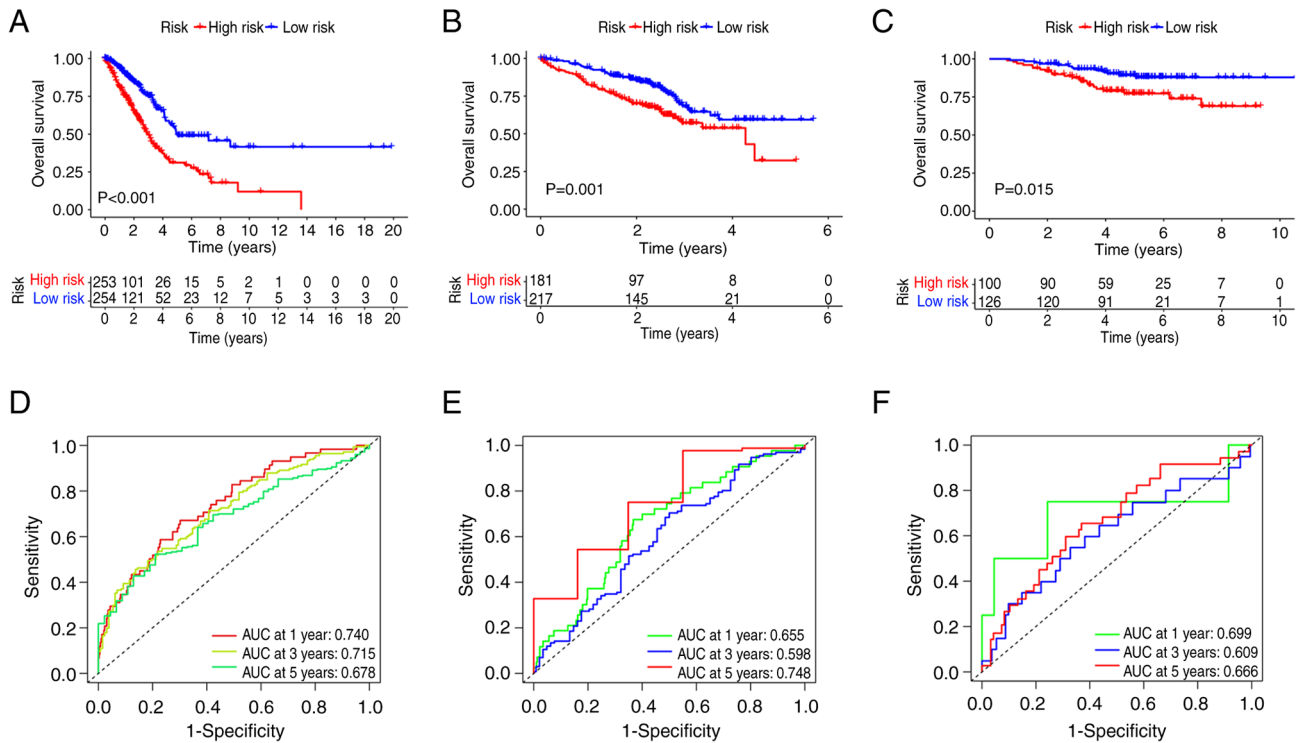 A
Risk High risk Low risk
Overall survival
1.00
0.75
0.50
0.25
0.00
P<0.001
0 2 4 6 8 10 12 14 16 18 20
Time (years)
Risk
High risk 253 101 26 15 5 2 1 0 0 0 0
Low risk 254 121 52 23 12 7 5 3 3 3 0
0 2 4 6 8 10 12 14 16 18 20
Time (years)
B
Risk High risk Low risk
Overall survival
1.00
0.75
0.50
0.25
0.00
P=0.001
0 2 4 6
Time (years)
Risk
High risk 181 97 8 0
Low risk 217 145 21 0
0 2 4 6
Time (years)
C
Risk High risk Low risk
Overall survival
1.00
0.75
0.50
0.25
0.00
P=0.015
0 2 4 6 8 10
Time (years)
Risk
High risk 100 90 59 25 7 0
Low risk 126 120 91 21 7 1
0 2 4 6 8 10
Time (years)
D
Sensitivity
1.0
0.8
0.6
0.4
0.2
0.0
AUC at 1 year: 0.740
AUC at 3 years: 0.715
AUC at 5 years: 0.678
0.0 0.2 0.4 0.6 0.8 1.0
1-Specificity
E
Sensitivity
1.0
0.8
0.6
0.4
0.2
0.0
AUC at 1 year: 0.655
AUC at 3 years: 0.598
AUC at 5 years: 0.748
0.0 0.2 0.4 0.6 0.8 1.0
1-Specificity
F
Sensitivity
1.0
0.8
0.6
0.4
0.2
0.0
AUC at 1 year: 0.699
AUC at 3 years: 0.609
AUC at 5 years: 0.666
0.0 0.2 0.4 0.6 0.8 1.0
1-Specificity